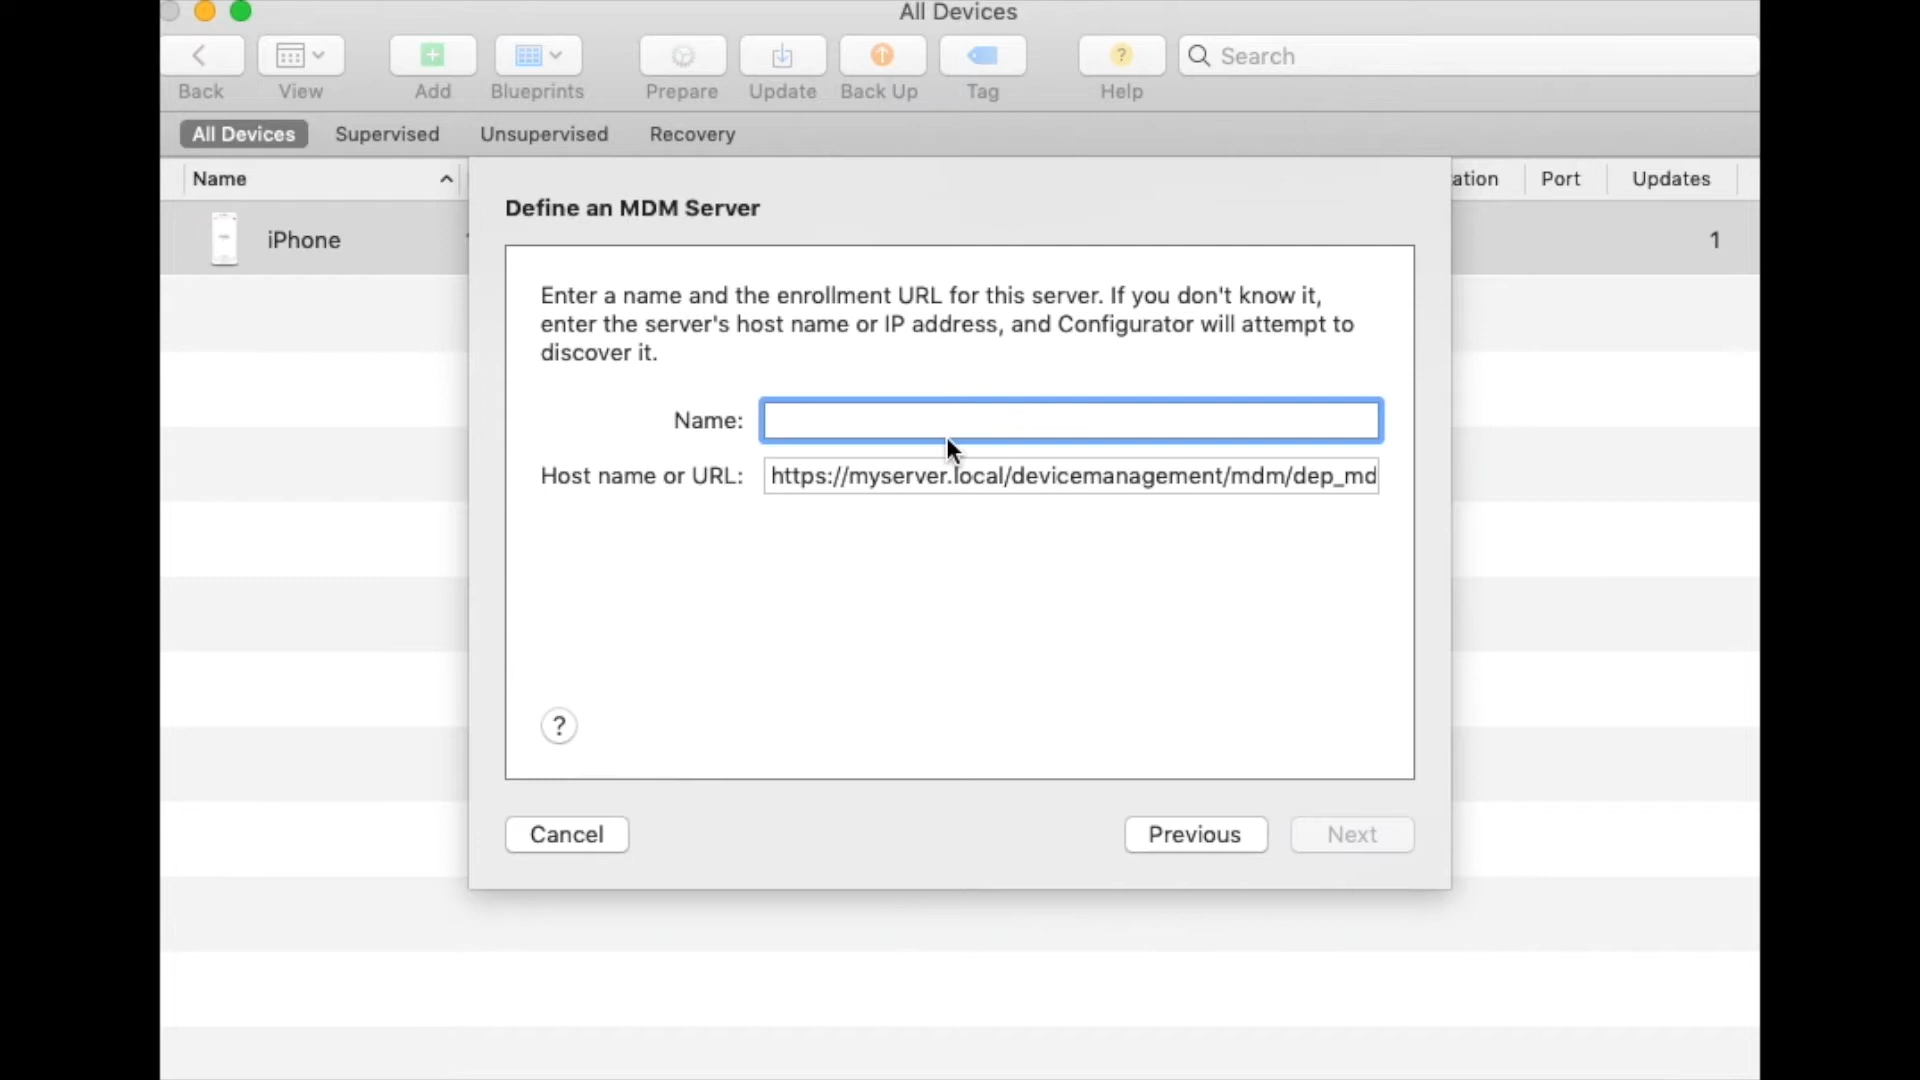 All Devices
Back
View
Add
Blueprints
Prepare
Update
Back Up
Tag
?
Help
Search
All Devices
Supervised
Unsupervised
Recovery
Name
ation
Port
Updates
iPhone
1
Define an MDM Server
Enter a name and the enrollment URL for this server. If you don't know it,
enter the server's host name or IP address, and Configurator will attempt to
discover it.
Name:
Host name or URL: https://myserver.local/devicemanagement/mdm/dep_md
?
Cancel
Previous
Next